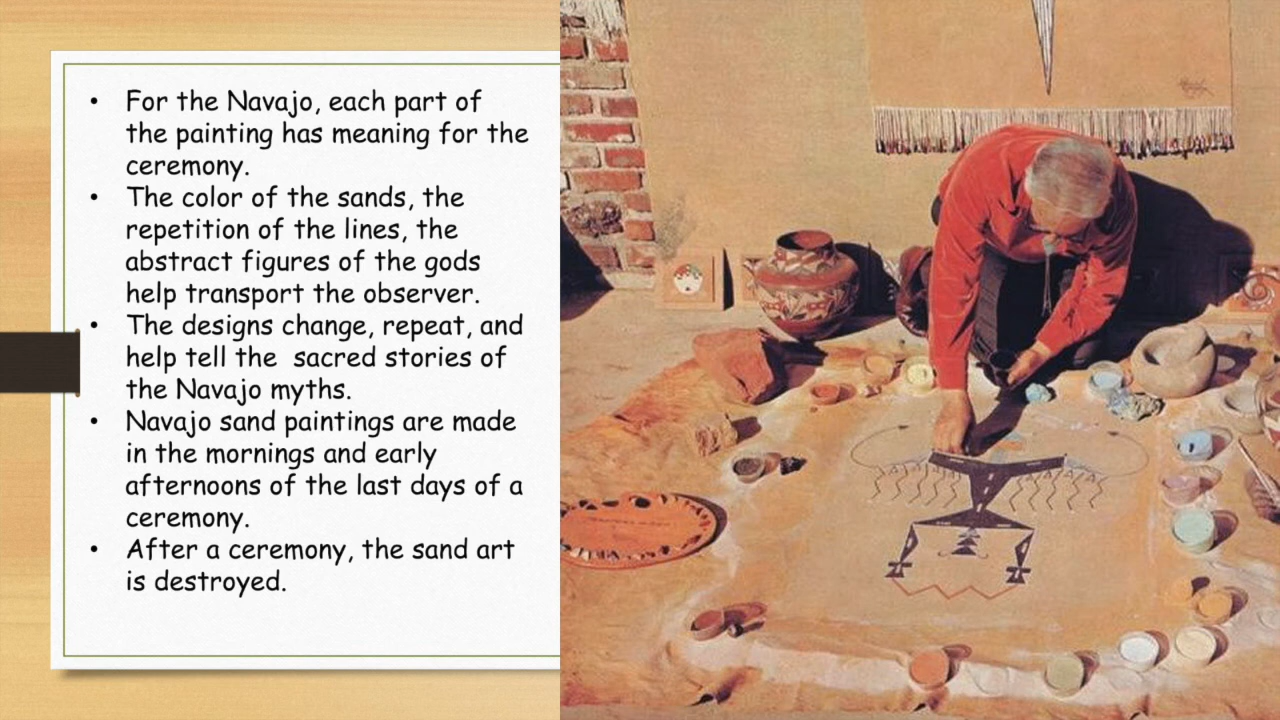 • For the Navajo, each part of
the painting has meaning for the
ceremony.
• The color of the sands, the
repetition of the lines, the
abstract figures of the gods
help transport the observer.
• The designs change, repeat, and
help tell the  sacred stories of
the Navajo myths.
• Navajo sand paintings are made
in the mornings and early
afternoons of the last days of a
ceremony.
• After a ceremony, the sand art
is destroyed.